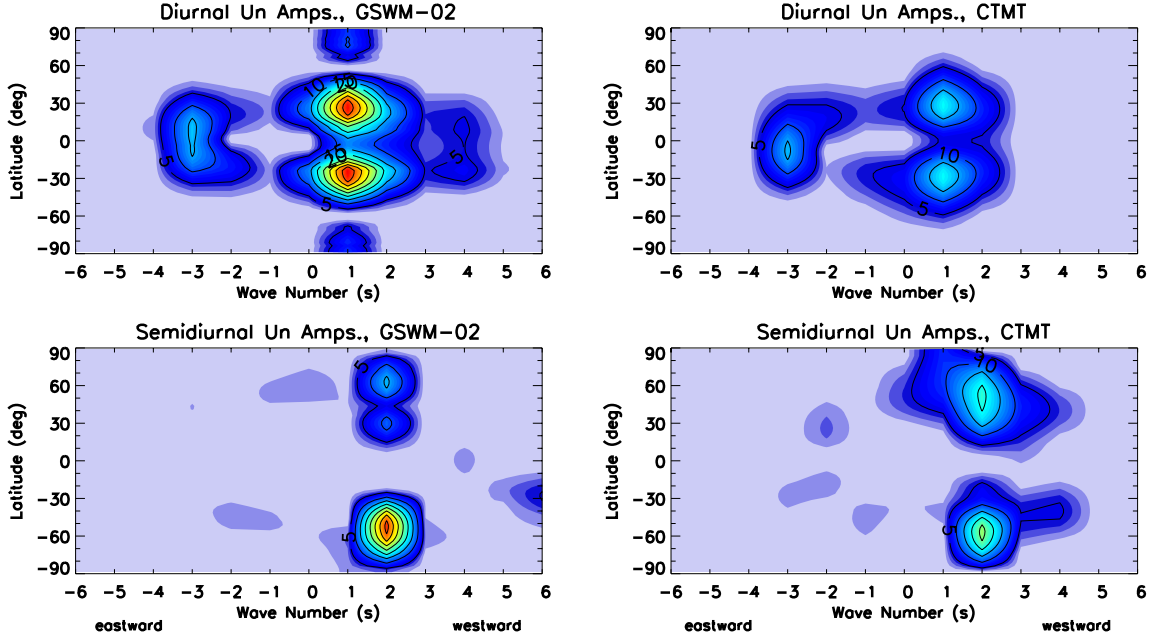 Diurnal Un Amps., GSWM-02
Diurnal Un Amps., CTMT
Latitude (deg)
90
60
30
0
-30
-60
-90
10
20
5
5
5
-6 -5 -4 -3 -2 -1 0 1 2 3 4 5 6
Wave Number (s)
Latitude (deg)
90
60
30
0
-30
-60
-90
5
10
5
-6 -5 -4 -3 -2 -1 0 1 2 3 4 5 6
Wave Number (s)
Semidiurnal Un Amps., GSWM-02
Semidiurnal Un Amps., CTMT
Latitude (deg)
90
60
30
0
-30
-60
-90
5
5
-6 -5 -4 -3 -2 -1 0 1 2 3 4 5 6
Wave Number (s)
eastward
westward
Latitude (deg)
90
60
30
0
-30
-60
-90
5
10
5
-6 -5 -4 -3 -2 -1 0 1 2 3 4 5 6
Wave Number (s)
eastward
westward